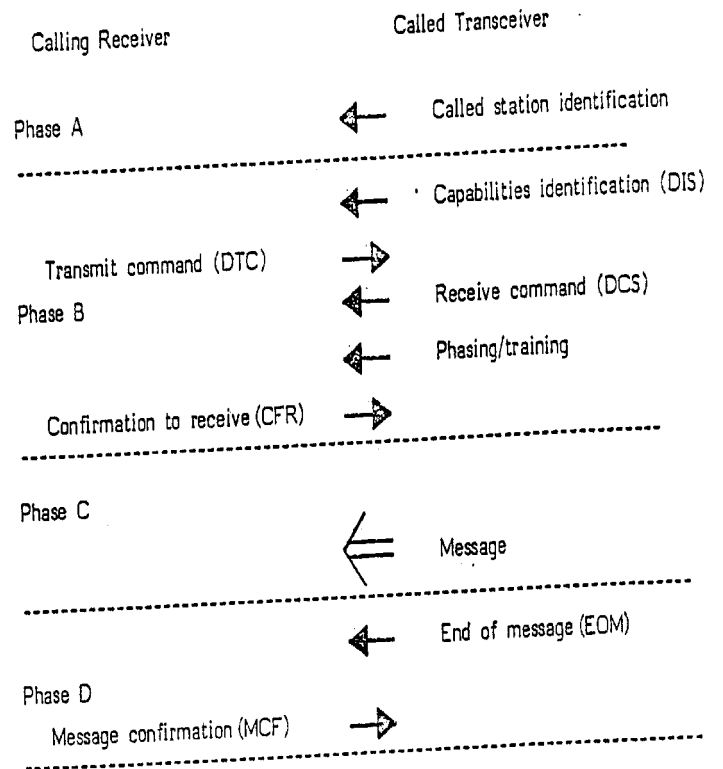 Calling Receiver
Called Transceiver
Phase A
Called station identification
Capabilities identification (DIS)
Transmit command (DTC)
Phase B
Receive command (DCS)
Phasing/training
Confirmation to receive (CFR)
Phase C
Message
End of message (EOM)
Phase D
Message confirmation (MCF)